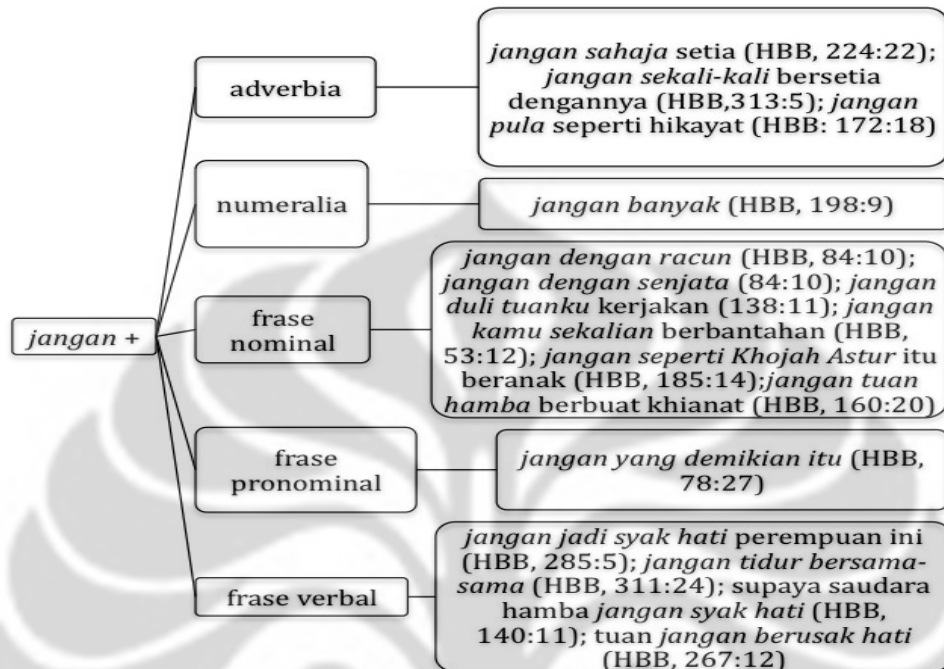 jangan +
adverbia
jangan sahaja setia (HBB, 224:22);
jangan sekali-kali bersetia
dengannya (HBB,313:5); jangan
pula seperti hikayat (HBB: 172:18)
numeralia
jangan banyak (HBB, 198:9)
frase
nominal
jangan dengan racun (HBB, 84:10);
jangan dengan senjata (84:10); jangan
duli tuanku kerjakan (138:11); jangan
kamu sekalian berbantahan (HBB,
53:12); jangan seperti Khojah Astur itu
beranak (HBB, 185:14);jangan tuan
hamba berbuat khianat (HBB, 160:20)
frase
pronominal
jangan yang demikian itu (HBB,
78:27)
frase verbal
jangan jadi syak hati perempuan ini
(HBB, 285:5); jangan tidur bersama-
sama (HBB, 311:24); supaya saudara
hamba jangan syak hati (HBB,
140:11); tuan jangan berusak hati
(HBB, 267:12)